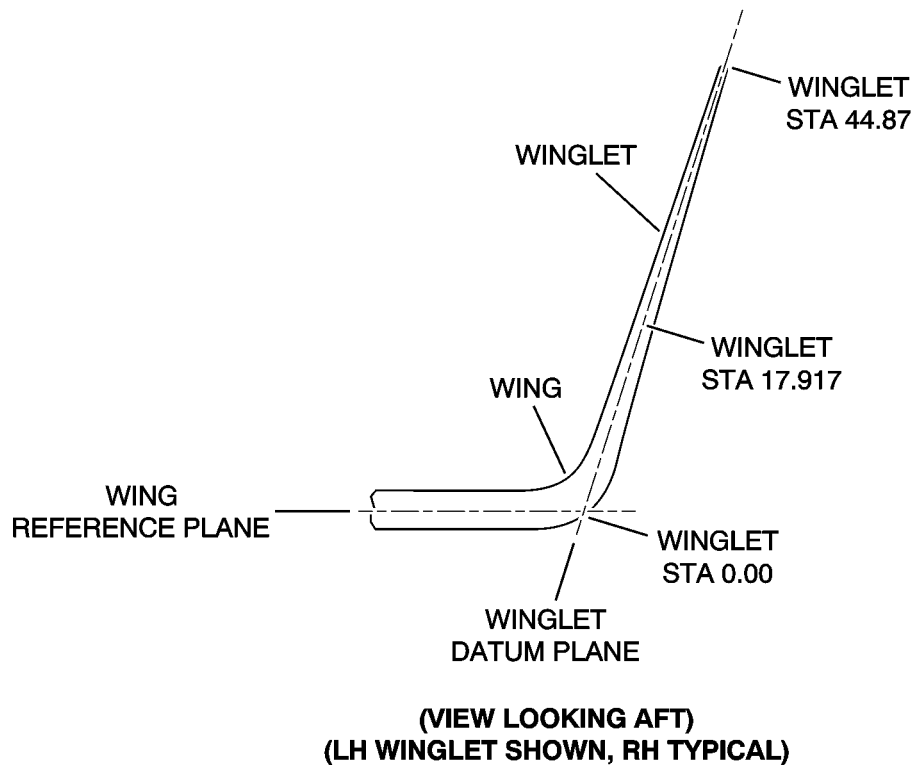 WINGLET
STA 44.87
WINGLET
WINGLET
STA 17.917
WING
WING
REFERENCE PLANE
WINGLET
STA 0.00
WINGLET
DATUM PLANE
(VIEW LOOKING AFT)
(LH WINGLET SHOWN, RH TYPICAL)